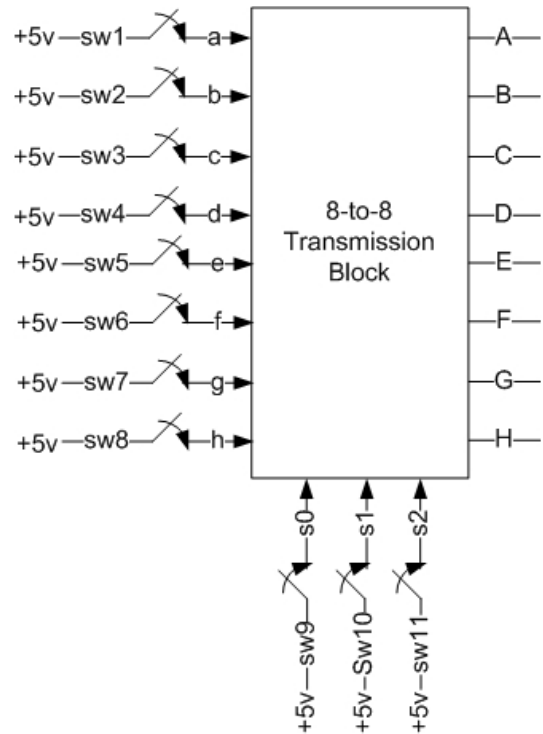 +5v sw1 a A
+5v sw2 b B
+5v sw3 c C
+5v sw4 d D
+5v sw5 e E
+5v sw6 f F
+5v sw7 g G
+5v sw8 h H
8-to-8
Transmission
Block
s0
s1
s2
+5v sw9
+5v Sw10
+5v sw11